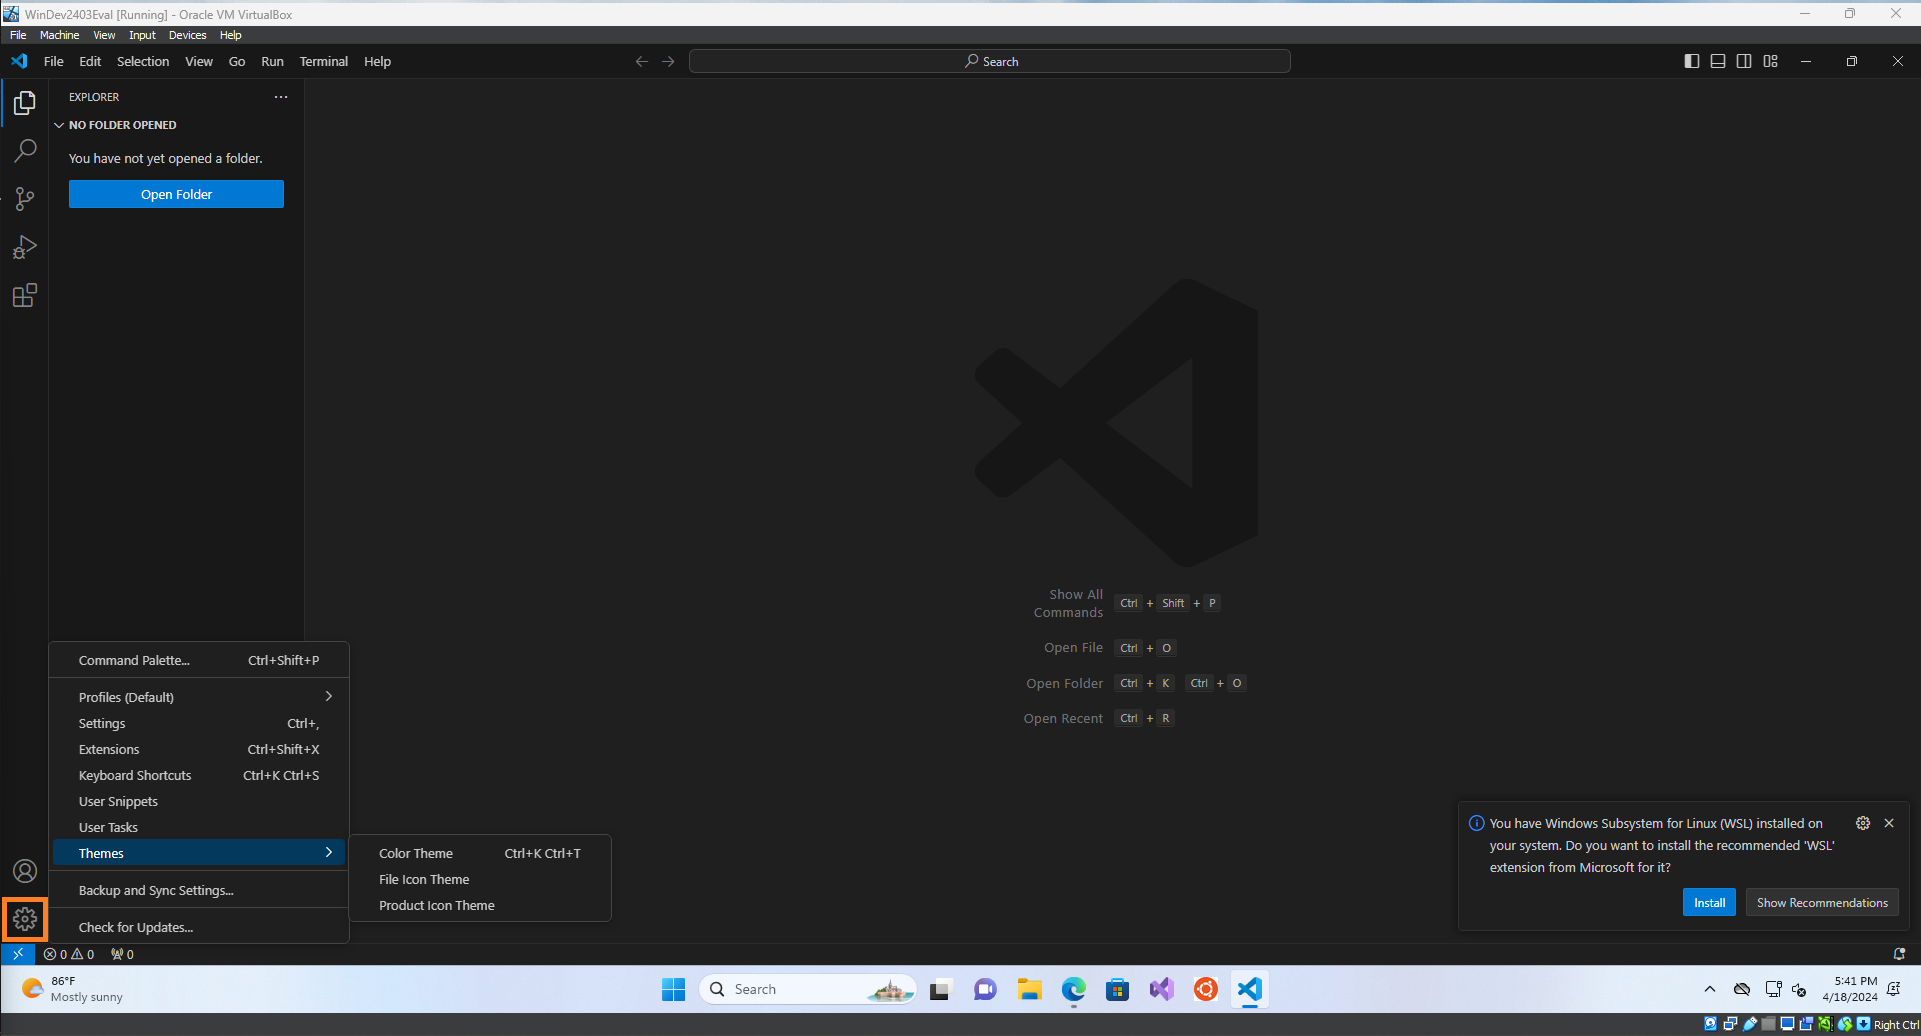 WinDev2403Eval [Running] - Oracle VM VirtualBox
File Machine View Input Devices Help
File Edit Selection View Go Run Terminal Help
Search
EXPLORER
NO FOLDER OPENED
You have not yet opened a folder.
Open Folder
Show All
Commands
Ctrl + Shift + P
Open File Ctrl + O
Open Folder Ctrl + K Ctrl + O
Open Recent Ctrl + R
Command Palette... Ctrl+Shift+P
Profiles (Default)
Settings Ctrl+,
Extensions Ctrl+Shift+X
Keyboard Shortcuts Ctrl+K Ctrl+S
User Snippets
User Tasks
Themes
Backup and Sync Settings...
Check for Updates...
Color Theme Ctrl+K Ctrl+T
File Icon Theme
Product Icon Theme
You have Windows Subsystem for Linux (WSL) installed on
your system. Do you want to install the recommended 'WSL'
extension from Microsoft for it?
Install Show Recommendations
0 0 0
86°F
Mostly sunny
Search
5:41 PM
4/18/2024
Right Ctrl